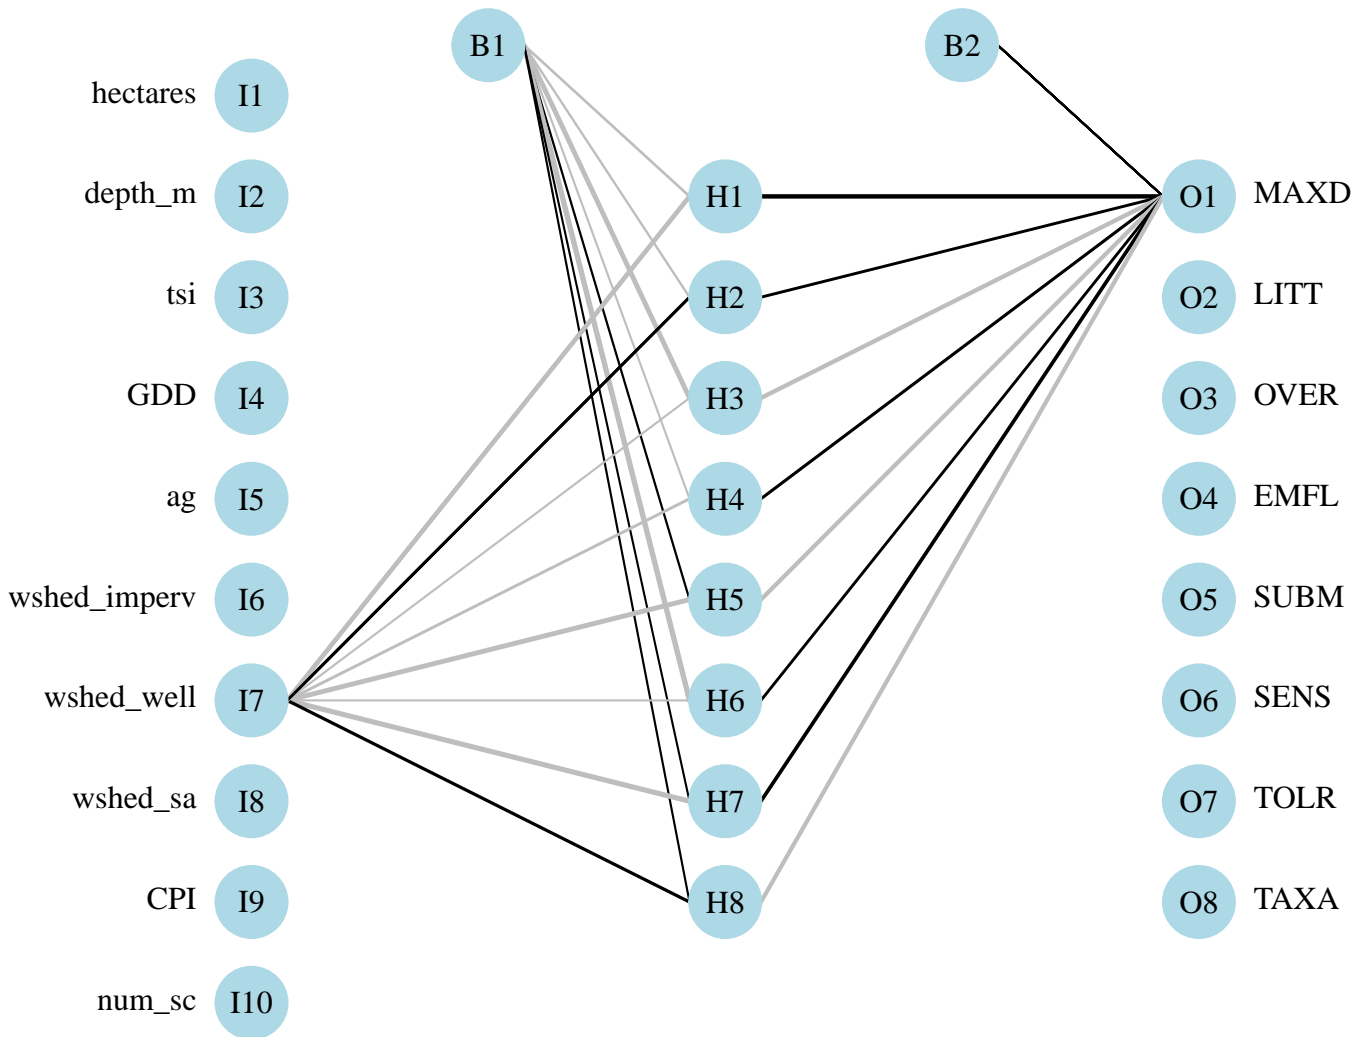 B1 B2
hectares I1
depth_m I2 H1 O1 MAXD
tsi I3 H2 O2 LITT
GDD I4 H3 O3 OVER
ag I5 H4 O4 EMFL
wshed_imperv I6 H5 O5 SUBM
wshed_well I7 H6 O6 SENS
wshed_sa I8 H7 O7 TOLR
CPI I9 H8 O8 TAXA
num_sc I10